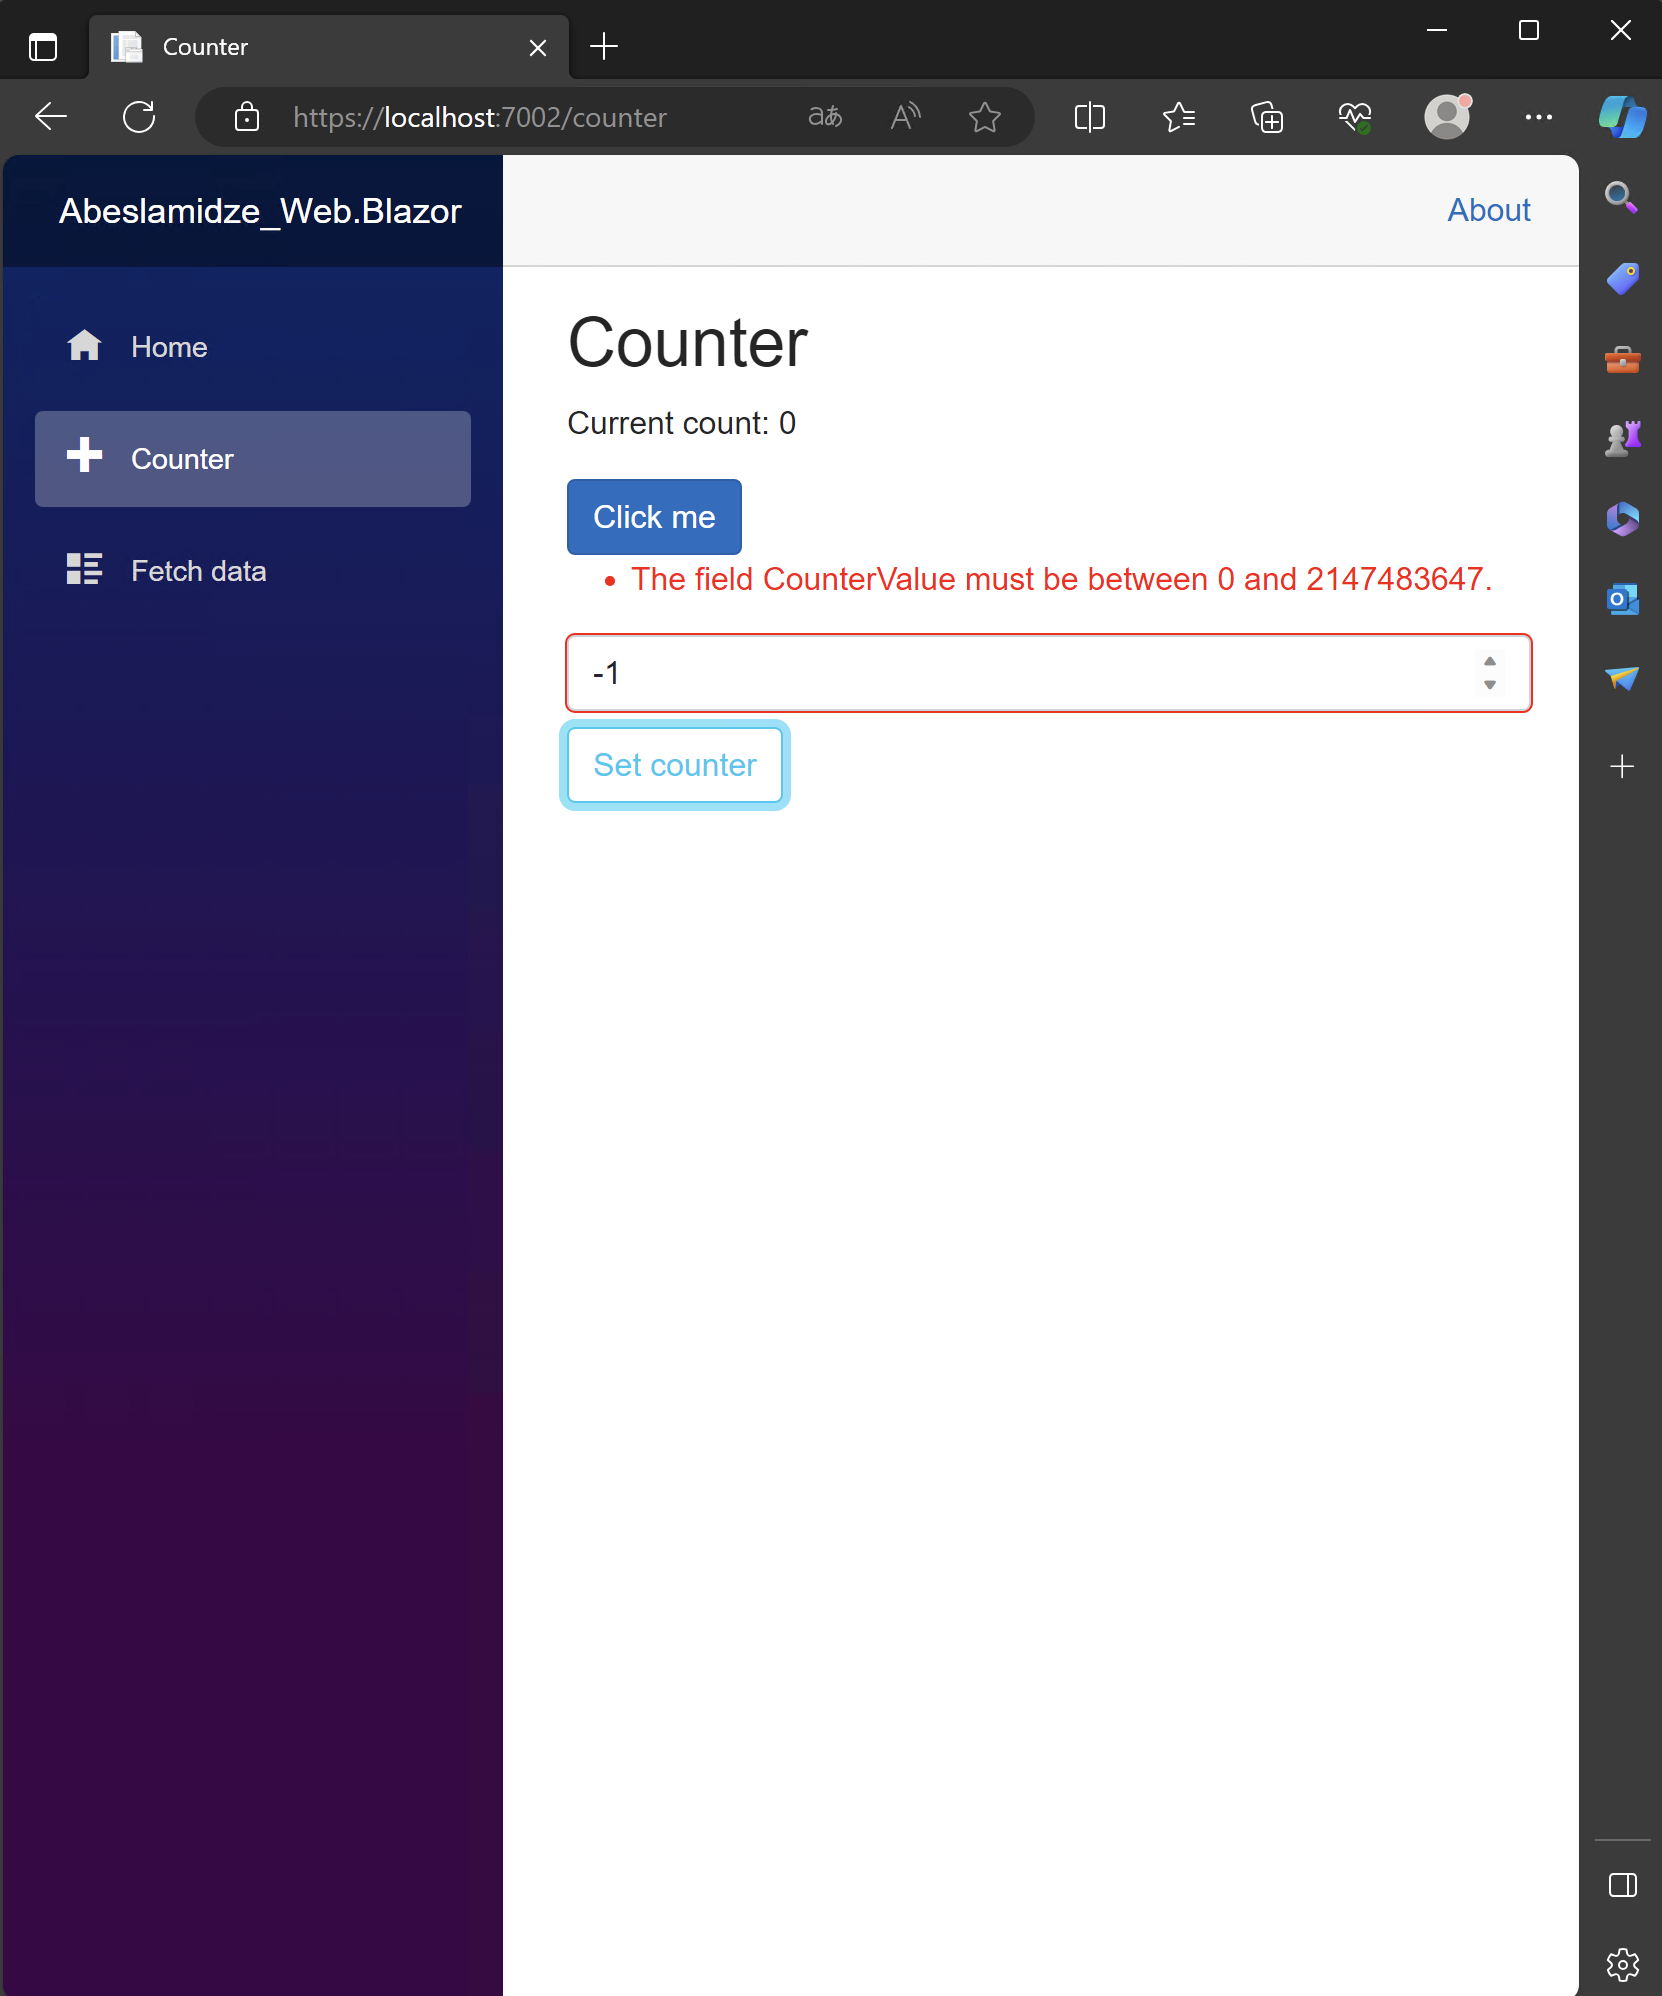 Counter
https://localhost:7002/counter
Abeslamidze_Web.Blazor
About
Home
Counter
Fetch data
Counter
Current count: 0
Click me
The field CounterValue must be between 0 and 2147483647.
-1
Set counter